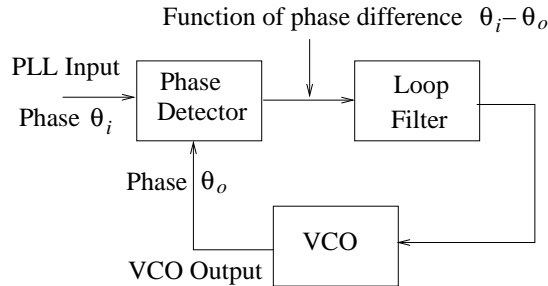 Function of phase difference θi–θo
PLL Input
Phase θi
Phase
Detector
Loop
Filter
Phase θo
VCO
VCO Output